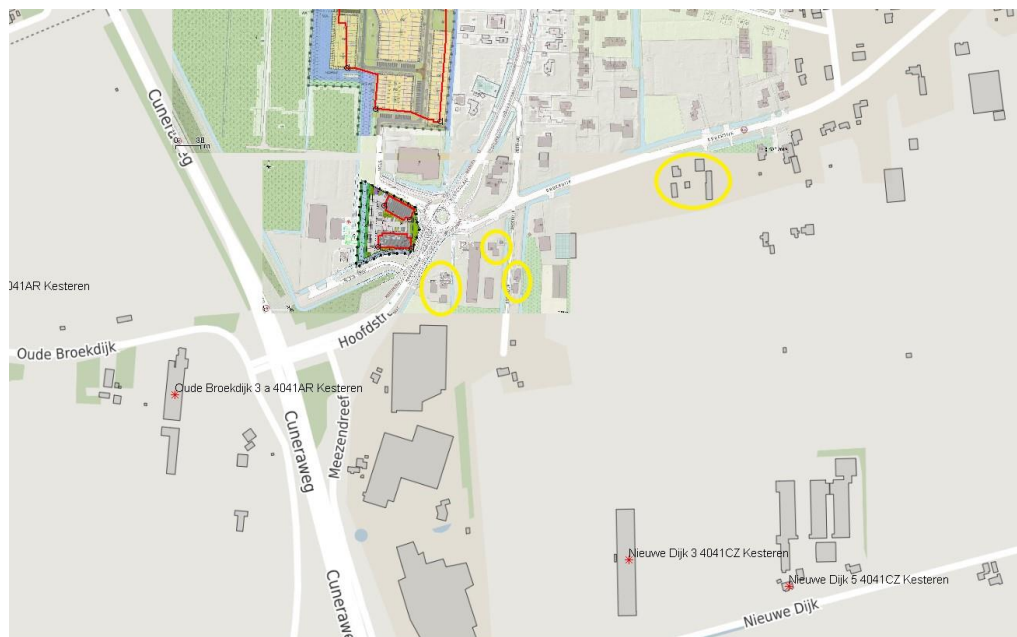 Cuneraweg
041AR Kesteren
Hoofdstr
Oude Broekdijk
Oude Broekdijk 3 a 4041AR Kesteren
Meezendreef
Cuneraweg
Nieuwe Dijk 3 4041CZ Kesteren
Nieuwe Dijk 5 4041CZ Kesteren
Cuneraweg
Nieuwe Dijk